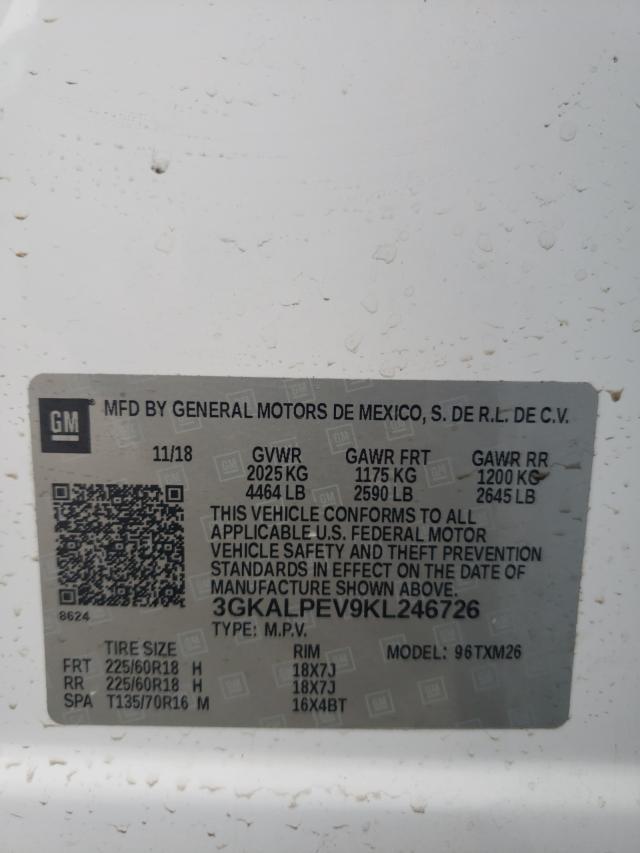 GM
MFD BY GENERAL MOTORS DE MEXICO, S. DE R.L. DE C.V.
11/18 GVWR GAWR FRT GAWR RR
2025 KG 1175 KG 1200 KG
4464 LB 2590 LB 2645 LB
THIS VEHICLE CONFORMS TO ALL
APPLICABLE U.S. FEDERAL MOTOR
VEHICLE SAFETY AND THEFT PREVENTION
STANDARDS IN EFFECT ON THE DATE OF
MANUFACTURE SHOWN ABOVE.
8624
3GKALPEV9KL246726
TYPE: M.P.V.
TIRE SIZE RIM MODEL: 96TXM26
FRT 225/60R18 H 18X7J
RR 225/60R18 H 18X7J
SPA T135/70R16 M 16X4BT